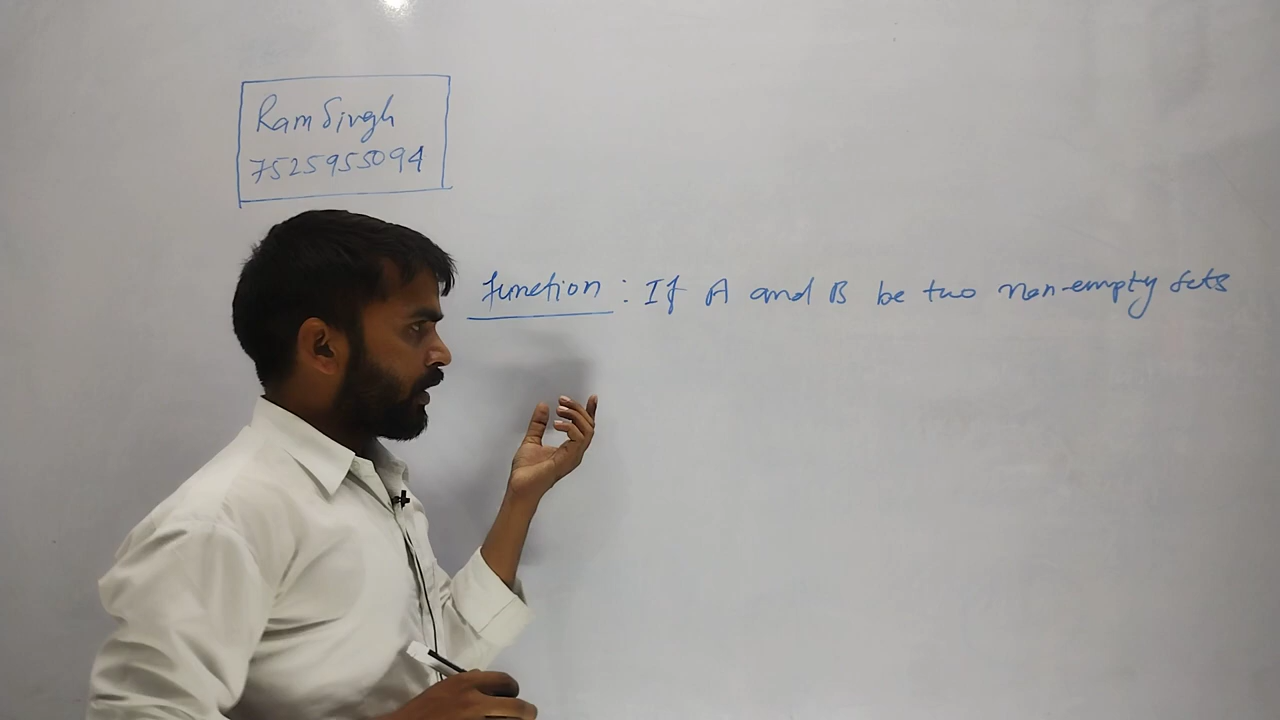 Ram Singh
7525955094
Function : If A and B be two non-empty sets